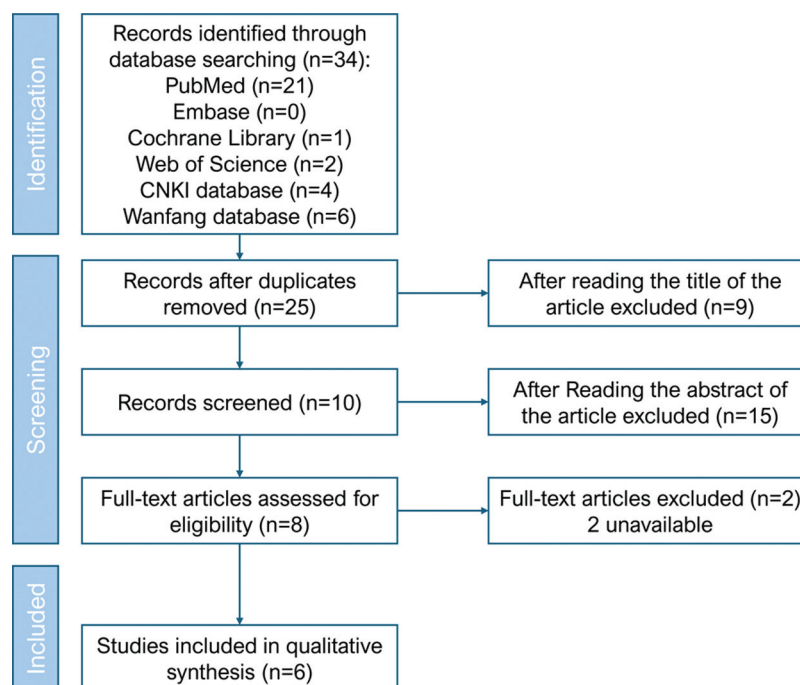 Identification
Records identified through
database searching (n=34):
PubMed (n=21)
Embase (n=0)
Cochrane Library (n=1)
Web of Science (n=2)
CNKI database (n=4)
Wanfang database (n=6)
Screening
Records after duplicates
removed (n=25)
After reading the title of the
article excluded (n=9)
Records screened (n=10)
After Reading the abstract of
the article excluded (n=15)
Full-text articles assessed for
eligibility (n=8)
Full-text articles excluded (n=2)
2 unavailable
Included
Studies included in qualitative
synthesis (n=6)